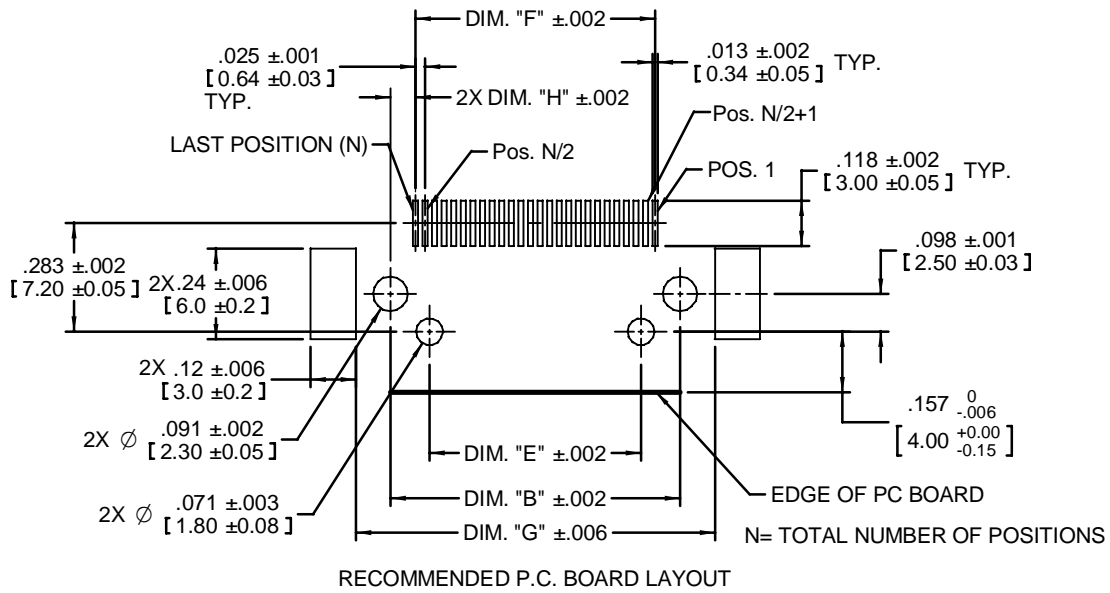 DIM. "F" ±.002
.025 ±.001
[0.64 ±0.03]
TYP.
.013 ±.002
[0.34 ±0.05] TYP.
2X DIM. "H" ±.002
Pos. N/2+1
LAST POSITION (N)
Pos. N/2
POS. 1
.118 ±.002
[3.00 ±0.05] TYP.
.283 ±.002
[7.20 ±0.05]
2X .24 ±.006
[6.0 ±0.2]
.098 ±.001
[2.50 ±0.03]
2X .12 ±.006
[3.0 ±0.2]
.157 0 -.006
[4.00 +0.00 -0.15]
2X Ø .091 ±.002
[2.30 ±0.05]
DIM. "E" ±.002
2X Ø .071 ±.003
[1.80 ±0.08]
DIM. "B" ±.002
EDGE OF PC BOARD
DIM. "G" ±.006
N= TOTAL NUMBER OF POSITIONS
RECOMMENDED P.C. BOARD LAYOUT